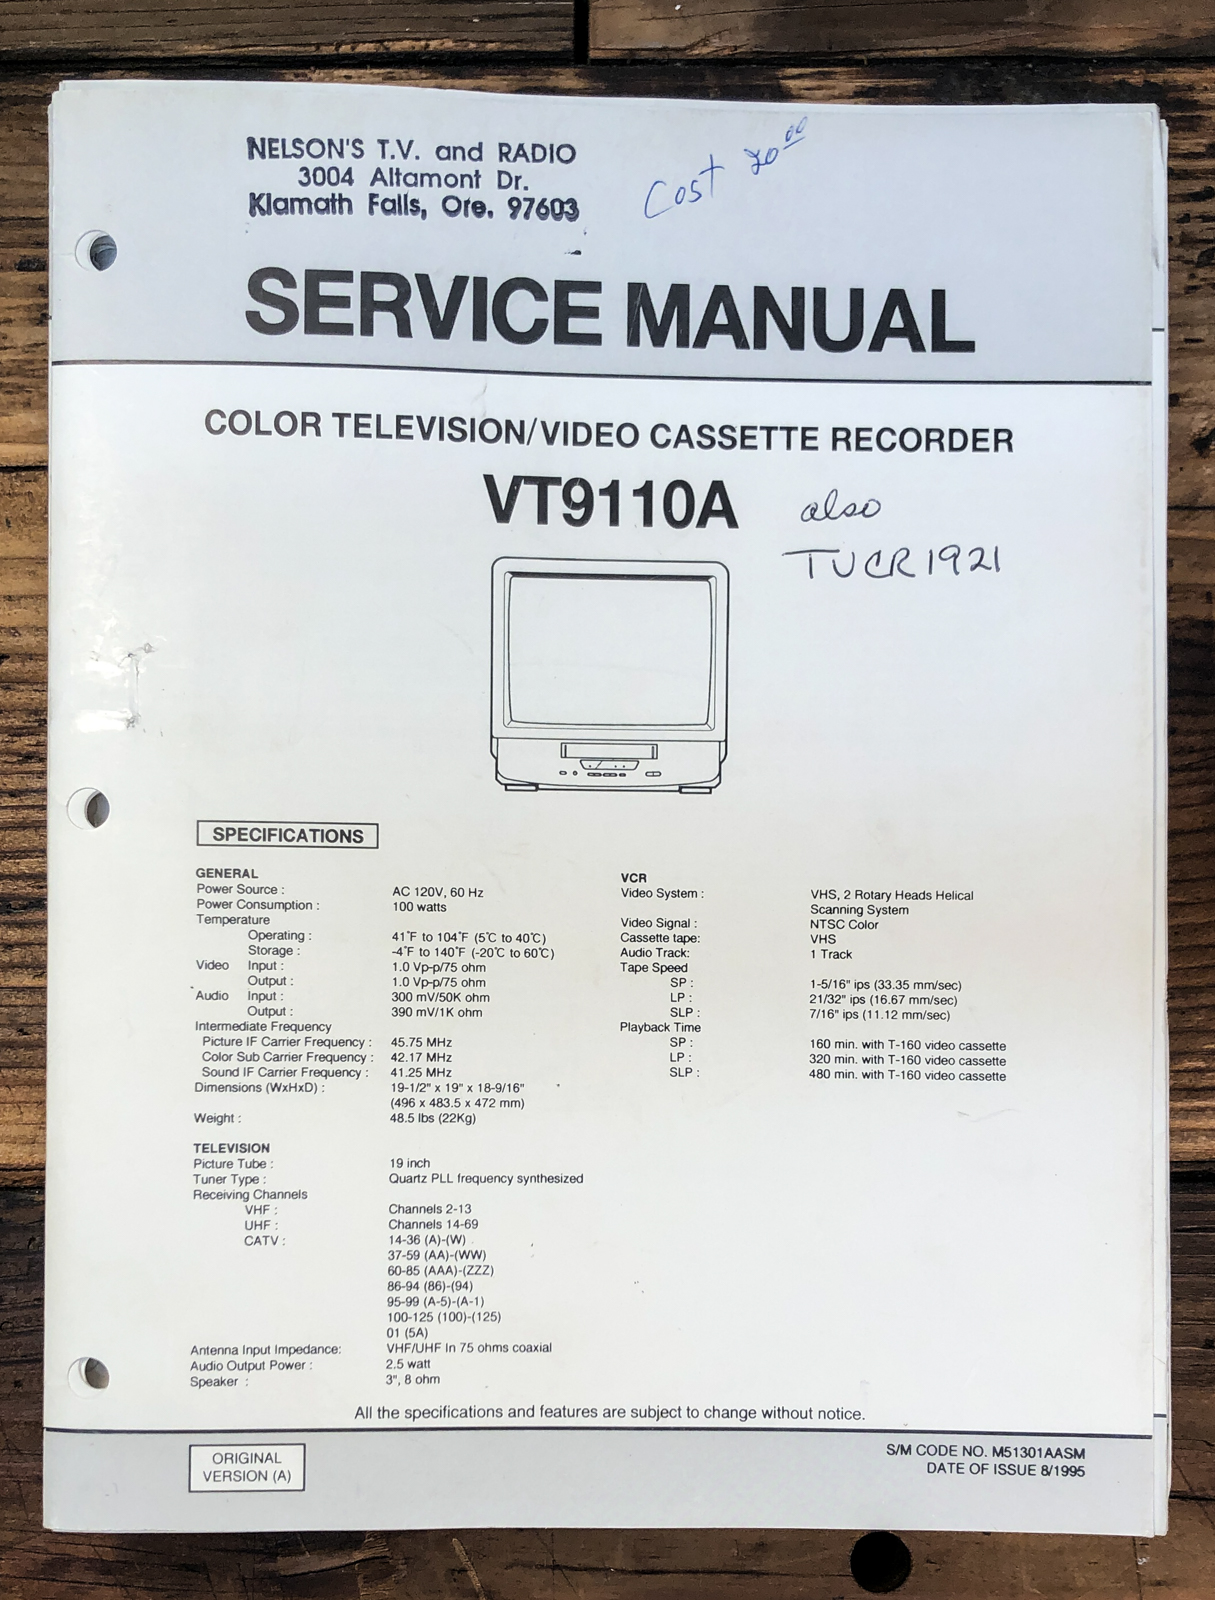 NELSON'S T.V. and RADIO
3004 Altamont Dr.
Klamath Falls, Ore. 97603
Cost 20.00
SERVICE MANUAL
COLOR TELEVISION/VIDEO CASSETTE RECORDER
VT9110A
also
TVCR1921
SPECIFICATIONS
GENERAL
Power Source : AC 120V, 60 Hz
Power Consumption : 100 watts
Temperature
Operating : 41°F to 104°F (5°C to 40°C)
Storage : -4°F to 140°F (-20°C to 60°C)
Video Input : 1.0 Vp-p/75 ohm
Output : 1.0 Vp-p/75 ohm
Audio Input : 300 mV/50K ohm
Output : 390 mV/1K ohm
Intermediate Frequency
Picture IF Carrier Frequency : 45.75 MHz
Color Sub Carrier Frequency : 42.17 MHz
Sound IF Carrier Frequency : 41.25 MHz
Dimensions (WxHxD) : 19-1/2" x 19" x 18-9/16"
(496 x 483.5 x 472 mm)
Weight : 48.5 lbs (22Kg)
TELEVISION
Picture Tube : 19 inch
Tuner Type : Quartz PLL frequency synthesized
Receiving Channels
VHF : Channels 2-13
UHF : Channels 14-69
CATV : 14-36 (A)-(W)
37-59 (AA)-(WW)
60-85 (AAA)-(ZZZ)
86-94 (86)-(94)
95-99 (A-5)-(A-1)
100-125 (100)-(125)
01 (5A)
Antenna Input Impedance: VHF/UHF In 75 ohms coaxial
Audio Output Power : 2.5 watt
Speaker : 3", 8 ohm
VCR
Video System : VHS, 2 Rotary Heads Helical
Scanning System
Video Signal : NTSC Color
Cassette tape: VHS
Audio Track: 1 Track
Tape Speed
SP : 1-5/16" ips (33.35 mm/sec)
LP : 21/32" ips (16.67 mm/sec)
SLP : 7/16" ips (11.12 mm/sec)
Playback Time
SP : 160 min. with T-160 video cassette
LP : 320 min. with T-160 video cassette
SLP : 480 min. with T-160 video cassette
All the specifications and features are subject to change without notice.
ORIGINAL
VERSION (A)
S/M CODE NO. M51301AASM
DATE OF ISSUE 8/1995